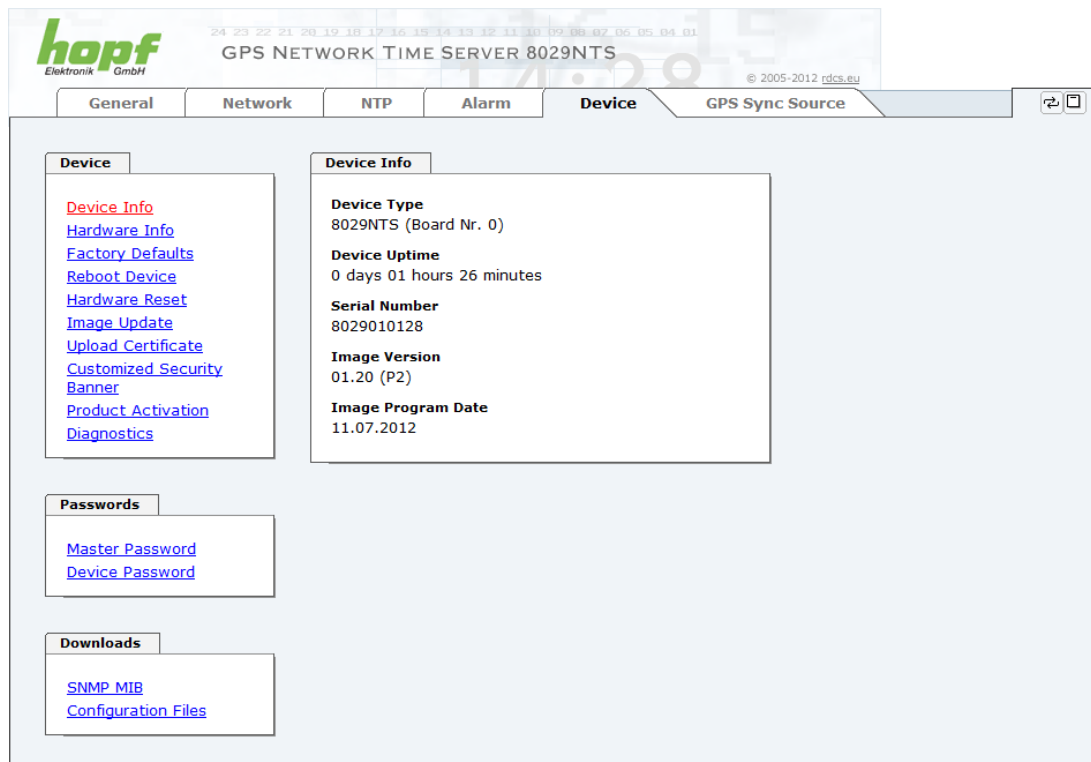 hopf
Elektronik GmbH
24 23 22 21 20 19 18 17 16 15 14 13 12 11 10 09 08 07 06 05 04 01
GPS NETWORK TIME SERVER 8029NTS
14:28
© 2005-2012 rdcs.eu
General Network NTP Alarm Device GPS Sync Source
Device
Device Info
Hardware Info
Factory Defaults
Reboot Device
Hardware Reset
Image Update
Upload Certificate
Customized Security
Banner
Product Activation
Diagnostics
Device Info
Device Type
8029NTS (Board Nr. 0)
Device Uptime
0 days 01 hours 26 minutes
Serial Number
8029010128
Image Version
01.20 (P2)
Image Program Date
11.07.2012
Passwords
Master Password
Device Password
Downloads
SNMP MIB
Configuration Files